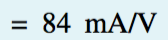 = 84 mA/V